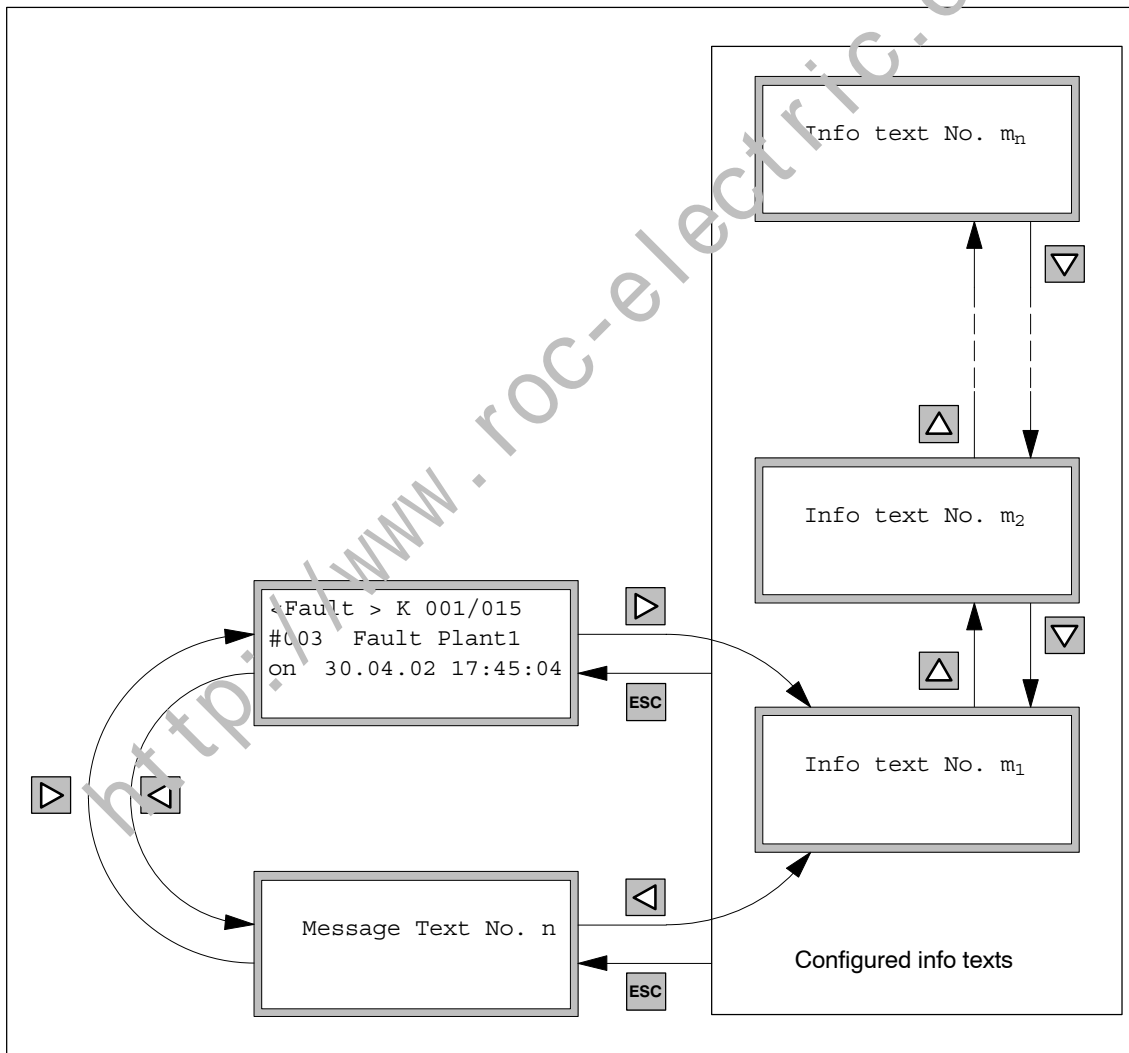 Info text No. mn
Info text No. m2
<Fault > K 001/015
#003 Fault Plant1
on 30.04.02 17:45:04
ESC
Info text No. m1
Message Text No. n
ESC
Configured info texts
http://www.roc-electric.c